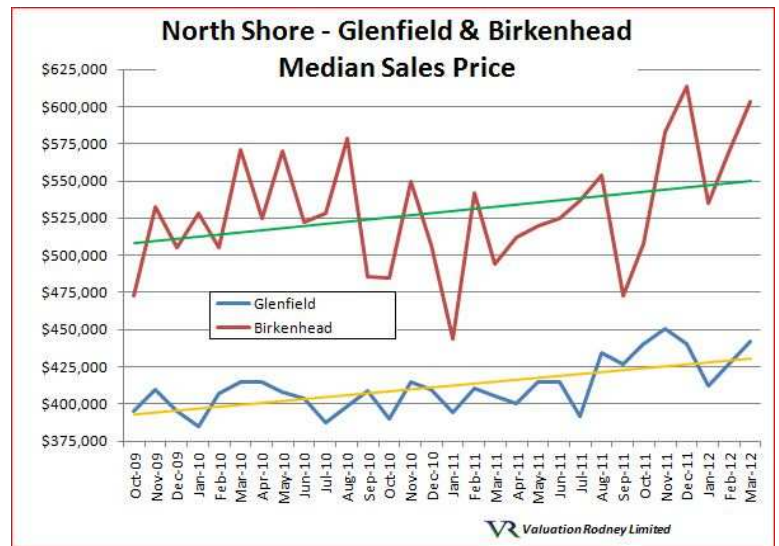 North Shore - Glenfield & Birkenhead
Median Sales Price
$625,000
$600,000
$575,000
$550,000
$525,000
$500,000
$475,000
$450,000
$425,000
$400,000
$375,000
Glenfield
Birkenhead
Oct-09
Nov-09
Dec-09
Jan-10
Feb-10
Mar-10
Apr-10
May-10
Jun-10
Jul-10
Aug-10
Sep-10
Oct-10
Nov-10
Dec-10
Jan-11
Feb-11
Mar-11
Apr-11
May-11
Jun-11
Jul-11
Aug-11
Sep-11
Oct-11
Nov-11
Dec-11
Jan-12
Feb-12
Mar-12
VR Valuation Rodney Limited